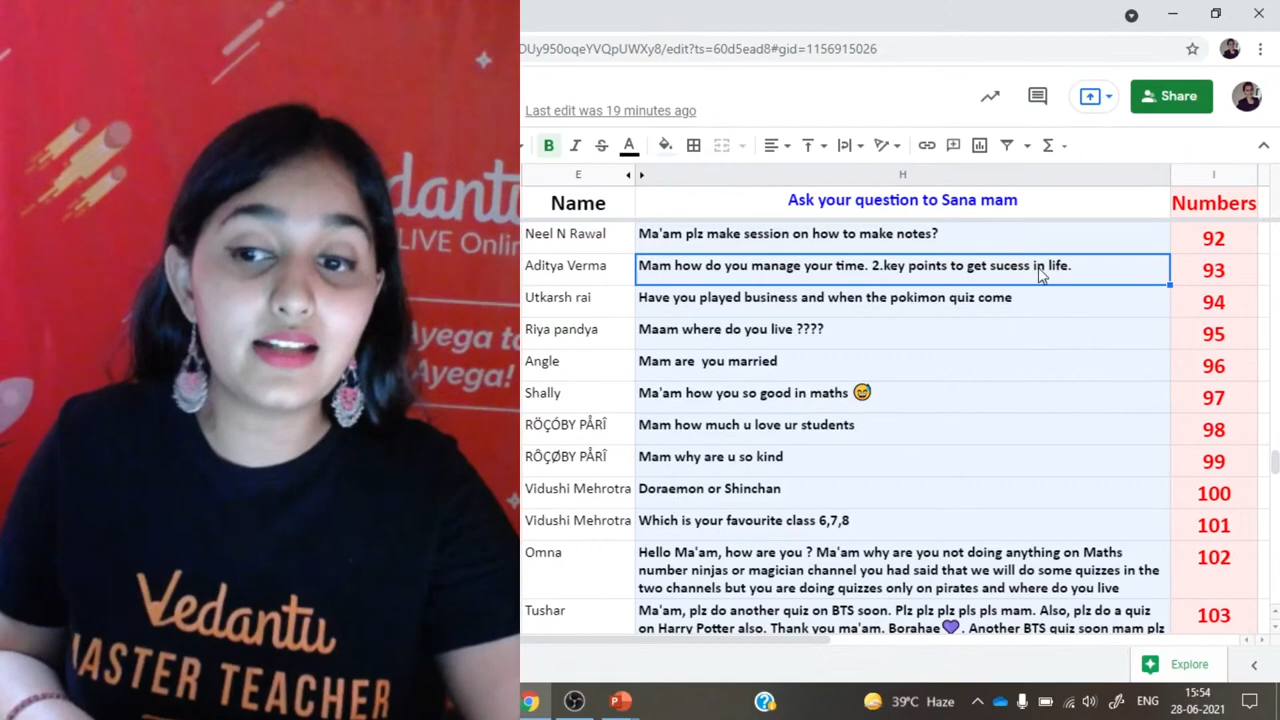 edantu
LIVE Onlin
Ayega to
Ayega!
Vedantu
MASTER TEACHER
OUy950oqeYVQpUWXy8/edit?ts=60d5ead8#gid=1156915026
Last edit was 19 minutes ago
Share
B I S A
E H I
Name Ask your question to Sana mam Numbers
Neel N Rawal Ma'am plz make session on how to make notes? 92
Aditya Verma Mam how do you manage your time. 2.key points to get sucess in life. 93
Utkarsh rai Have you played business and when the pokimon quiz come 94
Riya pandya Maam where do you live ???? 95
Angle Mam are you married 96
Shally Ma'am how you so good in maths 😅 97
RÖÇÓBY PÅRÎ Mam how much u love ur students 98
RÕÇØBY PÅRÎ Mam why are u so kind 99
Vidushi Mehrotra Doraemon or Shinchan 100
Vidushi Mehrotra Which is your favourite class 6,7,8 101
Omna Hello Ma'am, how are you ? Ma'am why are you not doing anything on Maths 102
number ninjas or magician channel you had said that we will do some quizzes in the
two channels but you are doing quizzes only on pirates and where do you live
Tushar Ma'am, plz do another quiz on BTS soon. Plz plz plz pls pls mam. Also, plz do a quiz 103
on Harry Potter also. Thank you ma'am. Borahae💜. Another BTS quiz soon mam plz
Explore
39°C Haze ENG 15:54
28-06-2021